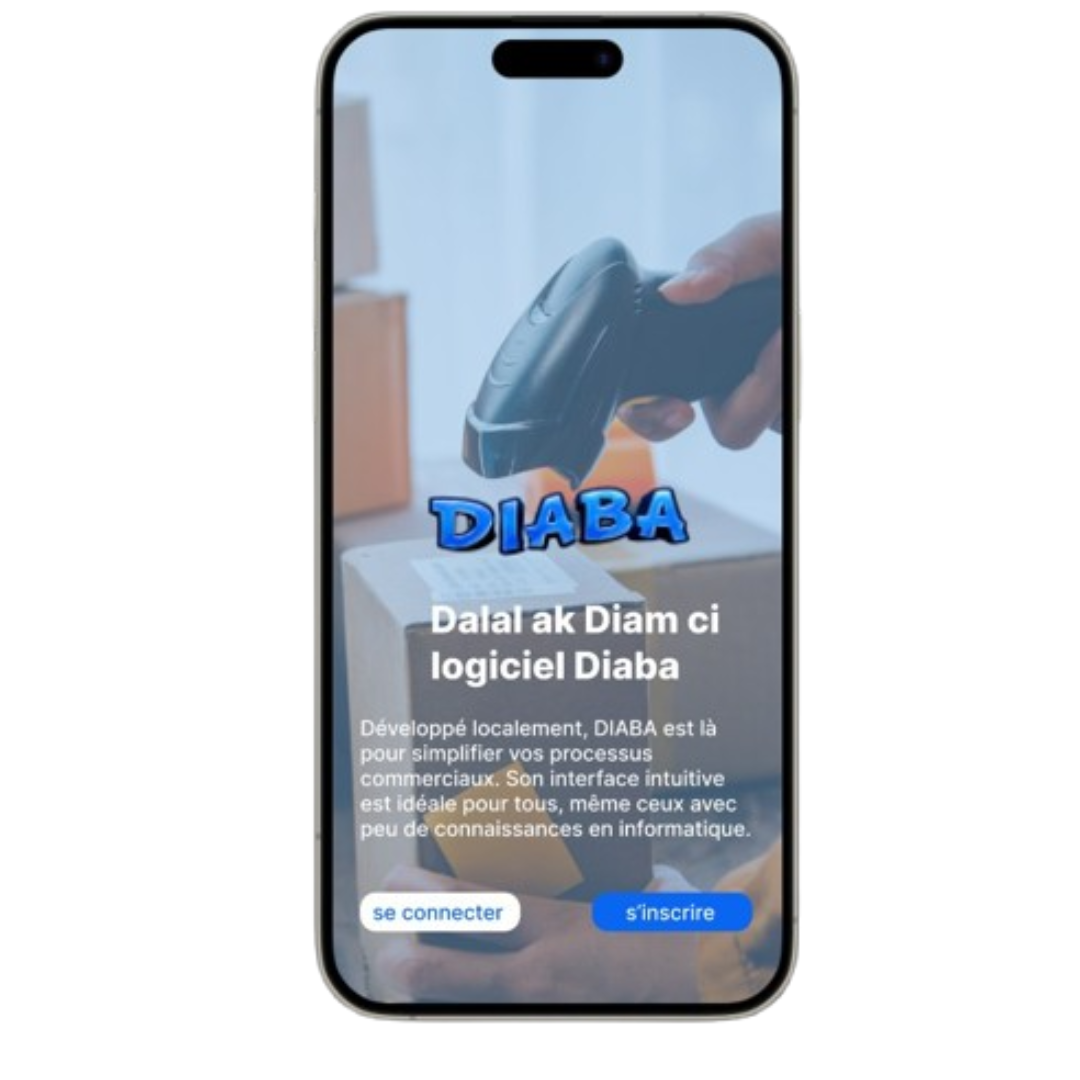 DIABA
Dalal ak Diam ci
logiciel Diaba
Développé localement, DIABA est là
pour simplifier vos processus
commerciaux. Son interface intuitive
est idéale pour tous, même ceux avec
peu de connaissances en informatique.
se connecter
s'inscrire